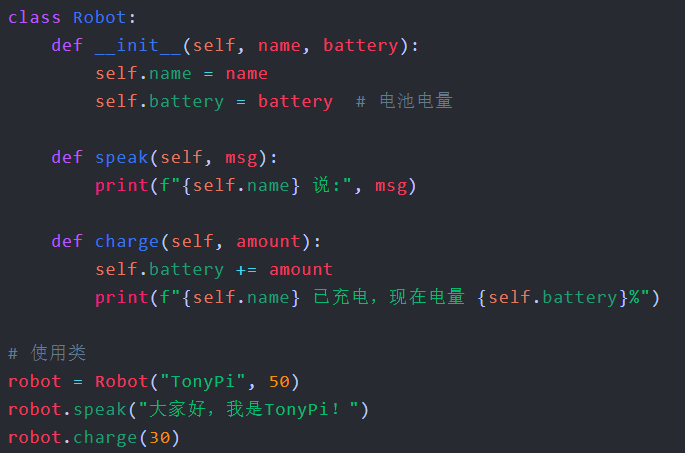 class Robot:
    def __init__(self, name, battery):
        self.name = name
        self.battery = battery  # 电池电量

    def speak(self, msg):
        print(f"{self.name} 说:", msg)

    def charge(self, amount):
        self.battery += amount
        print(f"{self.name} 已充电，现在电量 {self.battery}%")

# 使用类
robot = Robot("TonyPi", 50)
robot.speak("大家好，我是TonyPi！")
robot.charge(30)